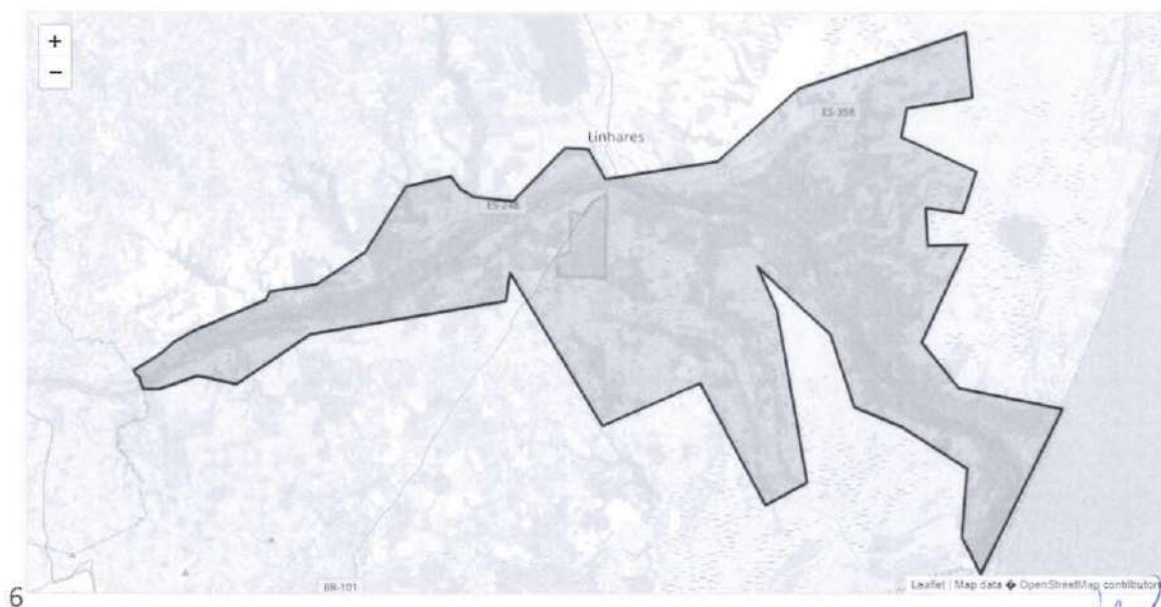 +
−
Linhares
ES-358
ES-248
BR-101
Leaflet | Map data � OpenStreetMap contributors
6